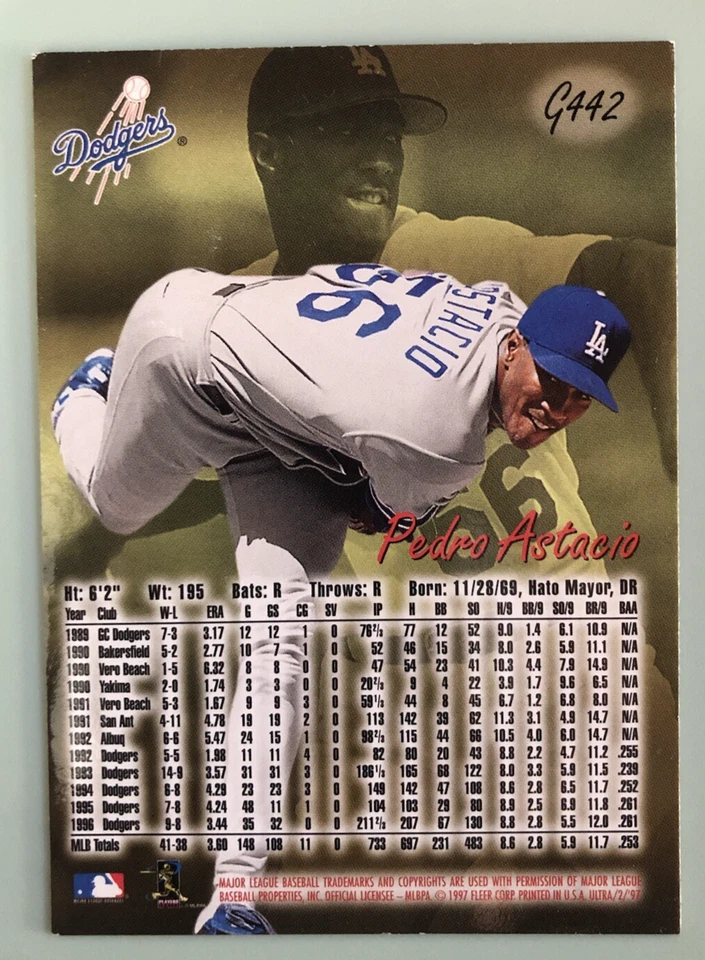 Dodgers ®
G442
LA
56
ASTACIO
LA
56
Pedro Astacio
Ht: 6'2" Wt: 195 Bats: R Throws: R Born: 11/28/69, Hato Mayor, DR
Year Club W-L ERA G GS CG SV IP H BB SO H/9 BB/9 SO/9 BR/9 BAA
1989 GC Dodgers 7-3 3.17 12 12 1 0 76 2/3 77 12 52 9.0 1.4 6.1 10.9 N/A
1990 Bakersfield 5-2 2.77 10 7 1 0 52 46 15 34 8.0 2.6 5.9 11.1 N/A
1990 Vero Beach 1-5 6.32 8 8 0 0 47 54 23 41 10.3 4.4 7.9 14.9 N/A
1990 Yakima 2-0 1.74 3 3 0 0 20 2/3 9 4 22 3.9 1.7 9.6 6.5 N/A
1991 Vero Beach 5-3 1.67 9 9 3 0 59 1/3 44 8 45 6.7 1.2 6.8 8.0 N/A
1991 San Ant 4-11 4.78 19 19 2 0 113 142 39 62 11.3 3.1 4.9 14.7 N/A
1992 Albuq 6-6 5.47 24 15 1 0 98 2/3 115 44 66 10.5 4.0 6.0 14.7 N/A
1992 Dodgers 5-5 1.98 11 11 4 0 82 80 20 43 8.8 2.2 4.7 11.2 .255
1993 Dodgers 14-9 3.57 31 31 3 0 186 1/3 165 68 122 8.0 3.3 5.9 11.5 .239
1994 Dodgers 6-8 4.29 23 23 3 0 149 142 47 108 8.6 2.8 6.5 11.7 .252
1995 Dodgers 7-8 4.24 48 11 1 0 104 103 29 80 8.9 2.5 6.9 11.8 .261
1996 Dodgers 9-8 3.44 35 32 0 0 211 2/3 207 67 130 8.8 2.8 5.5 12.0 .261
MLB Totals 41-38 3.60 148 108 11 0 733 697 231 483 8.6 2.8 5.9 11.7 .253
MAJOR LEAGUE BASEBALL TRADEMARKS AND COPYRIGHTS ARE USED WITH PERMISSION OF MAJOR LEAGUE
BASEBALL PROPERTIES, INC. OFFICIAL LICENSEE – MLBPA © 1997 FLEER CORP. PRINTED IN U.S.A. ULTRA/2/'97
PLAYERS
© MLBPA